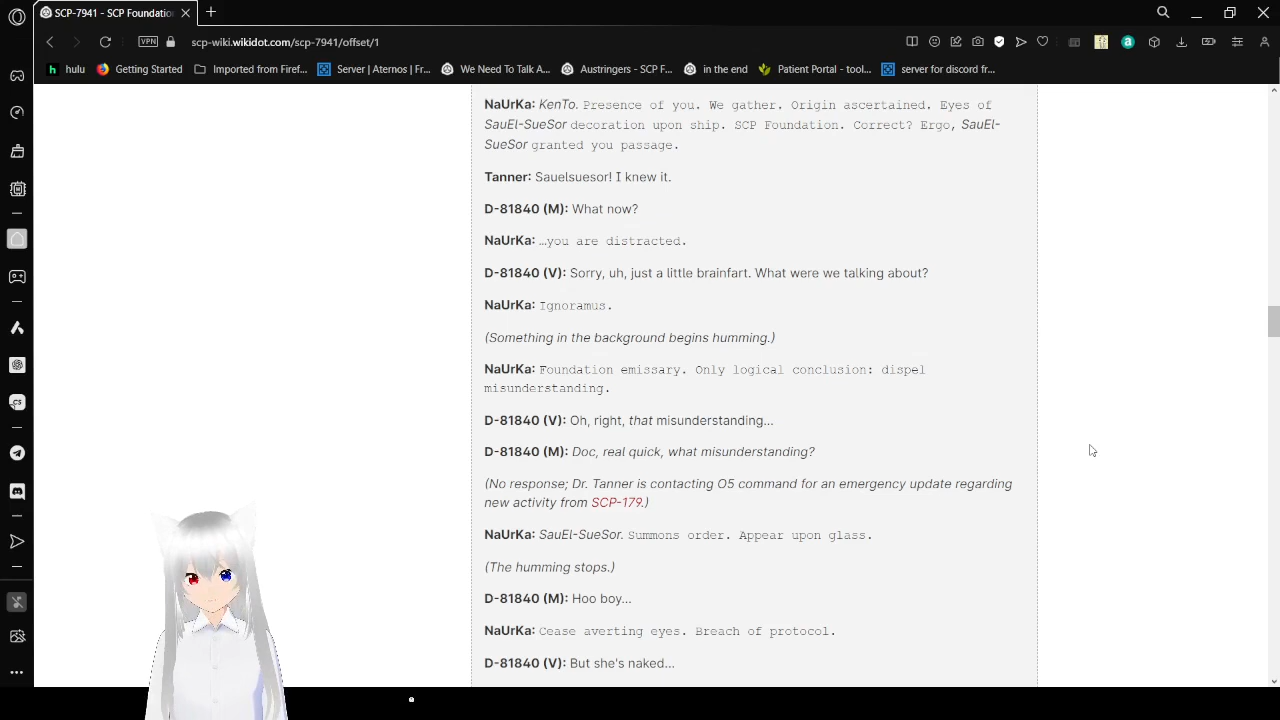 SCP-7941 - SCP Foundatio
VPN
scp-wiki.wikidot.com/scp-7941/offset/1
hulu
Getting Started
Imported from Firef...
Server | Aternos | Fr...
We Need To Talk A...
Austringers - SCP F...
in the end
Patient Portal - tool...
server for discord fr...
NaUrKa: KenTo. Presence of you. We gather. Origin ascertained. Eyes of
SauEl-SueSor decoration upon ship. SCP Foundation. Correct? Ergo, SauEl-
SueSor granted you passage.
Tanner: Sauelsuesor! I knew it.
D-81840 (M): What now?
NaUrKa: …you are distracted.
D-81840 (V): Sorry, uh, just a little brainfart. What were we talking about?
NaUrKa: Ignoramus.
(Something in the background begins humming.)
NaUrKa: Foundation emissary. Only logical conclusion: dispel
misunderstanding.
D-81840 (V): Oh, right, that misunderstanding…
D-81840 (M): Doc, real quick, what misunderstanding?
(No response; Dr. Tanner is contacting O5 command for an emergency update regarding
new activity from SCP-179.)
NaUrKa: SauEl-SueSor. Summons order. Appear upon glass.
(The humming stops.)
D-81840 (M): Hoo boy…
NaUrKa: Cease averting eyes. Breach of protocol.
D-81840 (V): But she's naked…